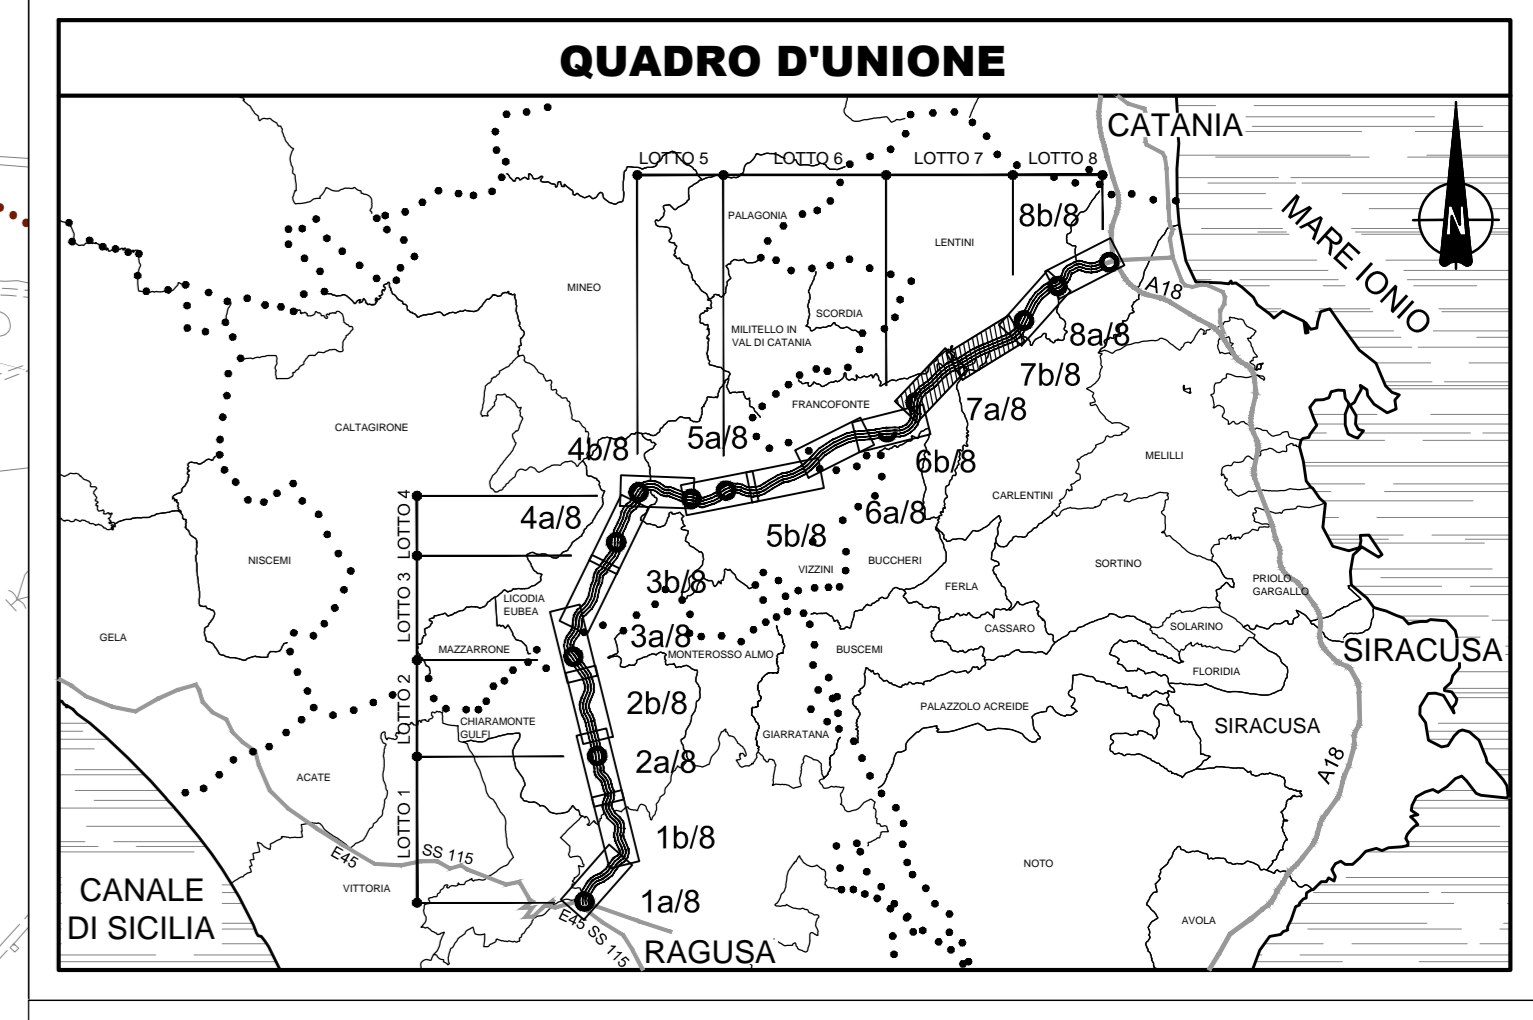 QUADRO D'UNIONE
CATANIA
LOTTO 5
LOTTO 6
LOTTO 7
LOTTO 8
PALAGONIA
8b/8
LENTINI
MARE IONIO
N
MINEO
A18
SCORDIA
MILITELLO IN
VAL DI CATANIA
8a/8
7b/8
FRANCOFONTE
7a/8
CALTAGIRONE
5a/8
4b/8
6b/8
MELILLI
CARLENTINI
LOTTO 4
4a/8
6a/8
5b/8
NISCEMI
VIZZINI
BUCCHERI
SORTINO
LOTTO 3
3b/8
FERLA
PRIOLO
GARGALLO
LICODIA
EUBEA
GELA
3a/8
CASSARO
SOLARINO
MAZZARRONE
MONTEROSSO ALMO
BUSCEMI
SIRACUSA
FLORIDIA
LOTTO 2
2b/8
PALAZZOLO ACREIDE
CHIARAMONTE
GULFI
GIARRATANA
SIRACUSA
2a/8
A18
ACATE
LOTTO 1
1b/8
E45
SS 115
NOTO
VITTORIA
CANALE
DI SICILIA
1a/8
E45 SS 115
AVOLA
RAGUSA